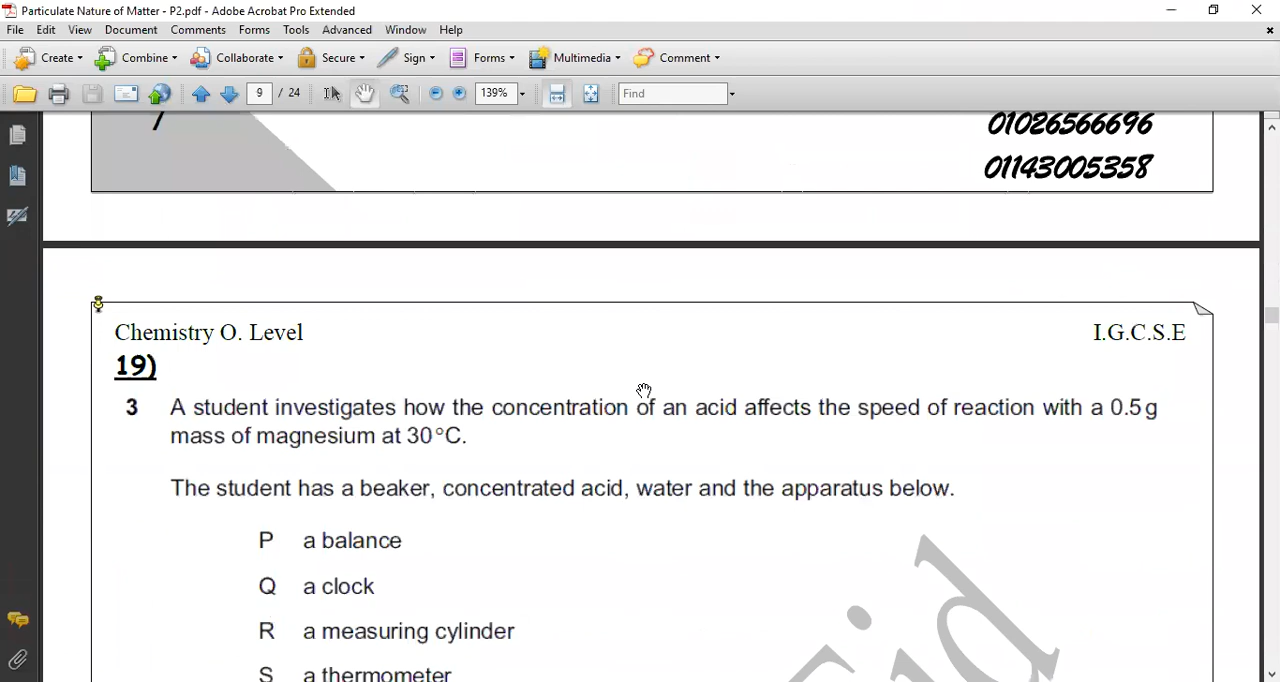 Particulate Nature of Matter - P2.pdf - Adobe Acrobat Pro Extended
File Edit View Document Comments Forms Tools Advanced Window Help
Create Combine Collaborate Secure Sign Forms Multimedia Comment
9 / 24 139% Find
7
01026566696
01143005358
Chemistry O. Level I.G.C.S.E
19)
3 A student investigates how the concentration of an acid affects the speed of reaction with a 0.5 g
mass of magnesium at 30 °C.
The student has a beaker, concentrated acid, water and the apparatus below.
P a balance
Q a clock
R a measuring cylinder
S a thermometer